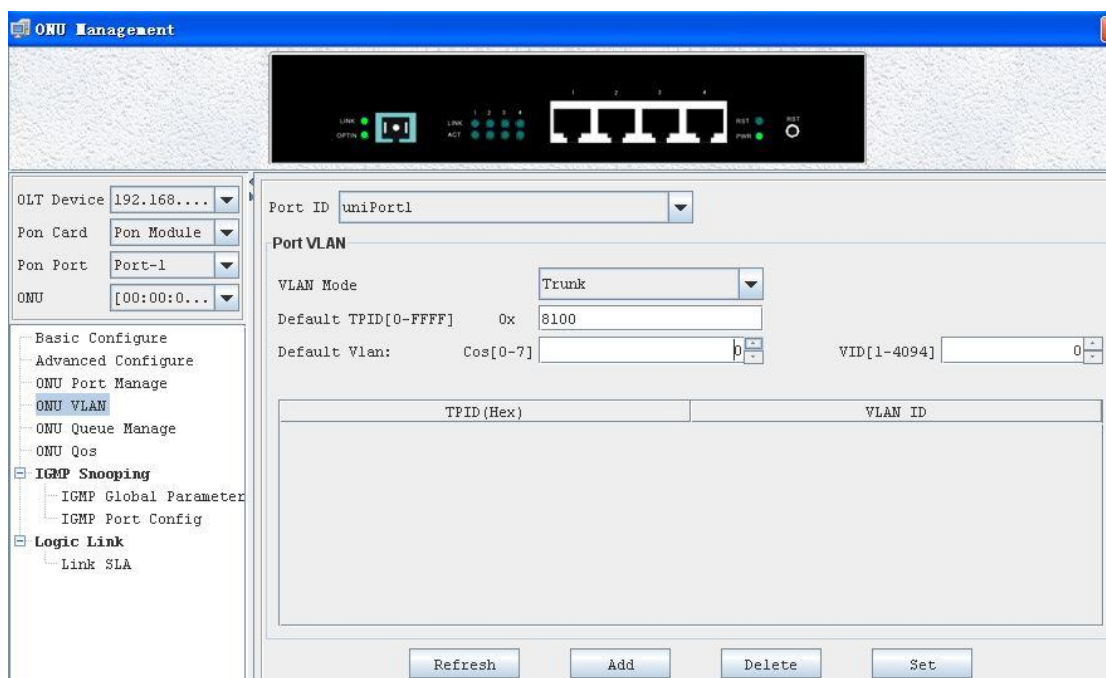 ONU Management
1 2 3 4
LINK
OPTIN
1 2 3 4
LINK
ACT
RST
PWR
RST
OLT Device 192.168....
Pon Card Pon Module
Pon Port Port-1
ONU [00:00:0...
Basic Configure
Advanced Configure
ONU Port Manage
ONU VLAN
ONU Queue Manage
ONU Qos
IGMP Snooping
IGMP Global Parameter
IGMP Port Config
Logic Link
Link SLA
Port ID uniPort1
Port VLAN
VLAN Mode Trunk
Default TPID[0-FFFF] 0x 8100
Default Vlan: Cos[0-7] 0 VID[1-4094] 0
TPID(Hex) VLAN ID
Refresh Add Delete Set